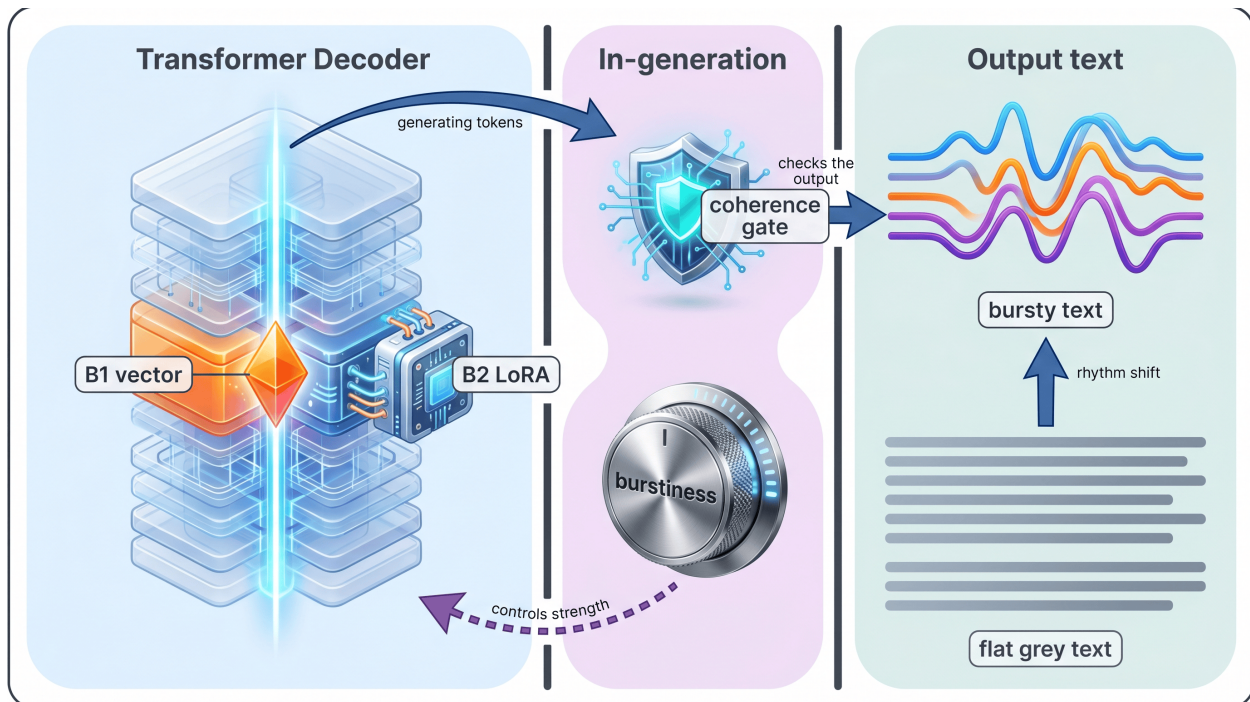 Transformer Decoder
generating tokens
B1 vector
B2 LoRA
In-generation
coherence
gate
checks the
output
burstiness
controls strength
Output text
bursty text
rhythm shift
flat grey text